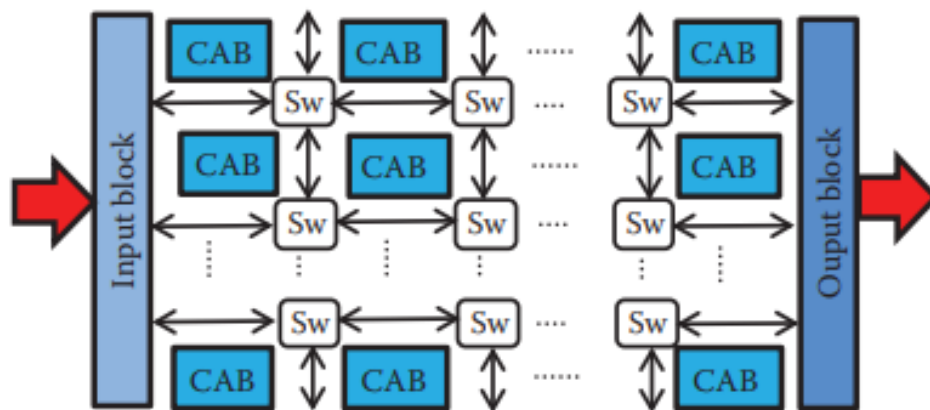 CAB CAB ...... CAB
Sw Sw .... Sw
CAB CAB ...... CAB
Input block
Ouput block
Sw Sw .... Sw
Sw Sw .... Sw
CAB CAB ...... CAB